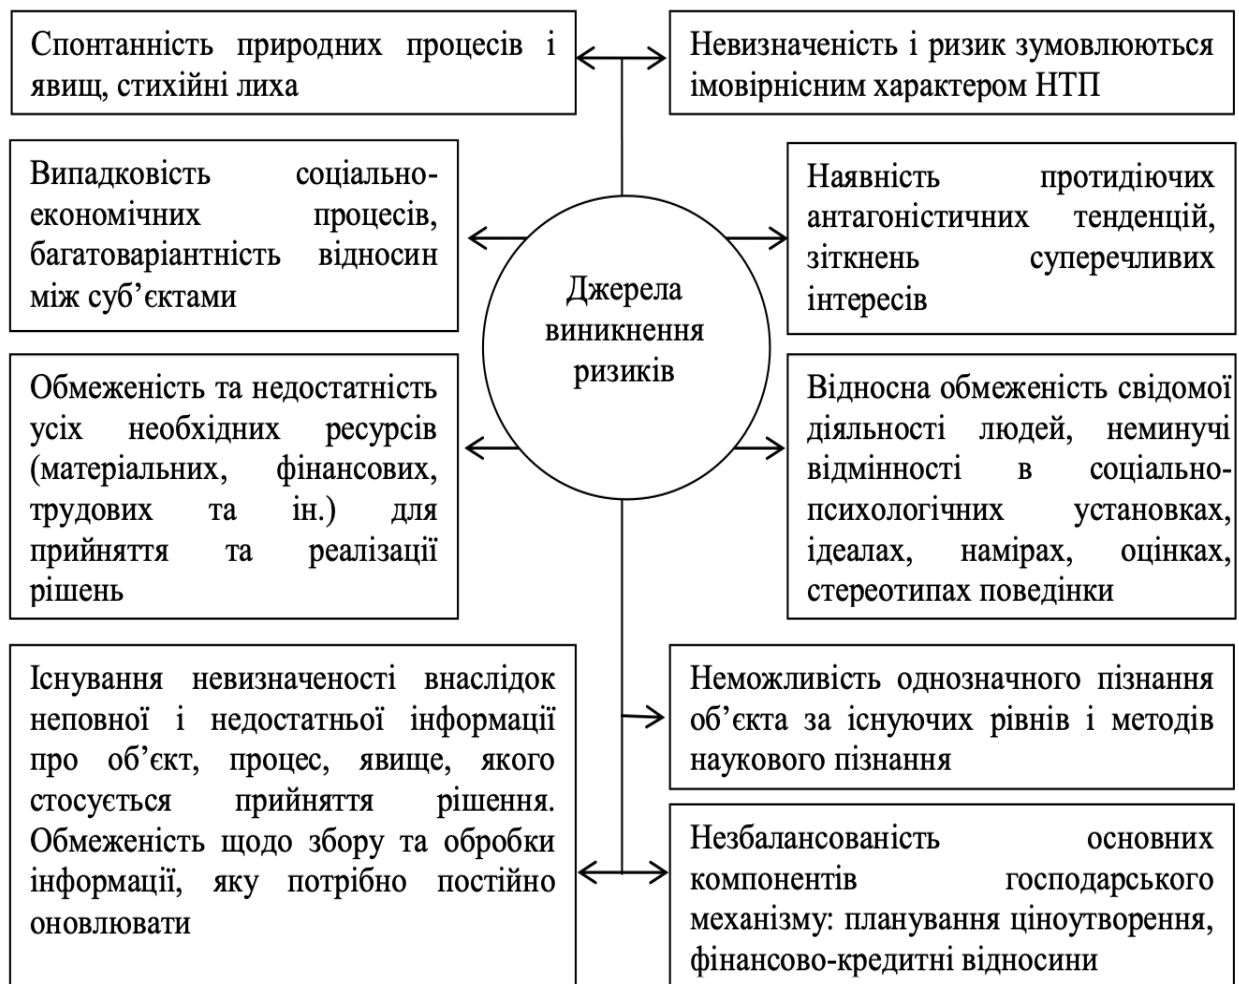 Спонтанність природних процесів і
явищ, стихійні лиха
Невизначеність і ризик зумовлюються
імовірнісним характером НТП
Випадковість соціально-
економічних процесів,
багатоваріантність відносин
між суб’єктами
Наявність протидіючих
антагоністичних тенденцій,
зіткнень суперечливих
інтересів
Джерела
виникнення
ризиків
Обмеженість та недостатність
усіх необхідних ресурсів
(матеріальних, фінансових,
трудових та ін.) для
прийняття та реалізації
рішень
Відносна обмеженість свідомої
діяльності людей, неминучі
відмінності в соціально-
психологічних установках,
ідеалах, намірах, оцінках,
стереотипах поведінки
Існування невизначеності внаслідок
неповної і недостатньої інформації
про об’єкт, процес, явище, якого
стосується прийняття рішення.
Обмеженість щодо збору та обробки
інформації, яку потрібно постійно
оновлювати
Неможливість однозначного пізнання
об’єкта за існуючих рівнів і методів
наукового пізнання
Незбалансованість основних
компонентів господарського
механізму: планування ціноутворення,
фінансово-кредитні відносини